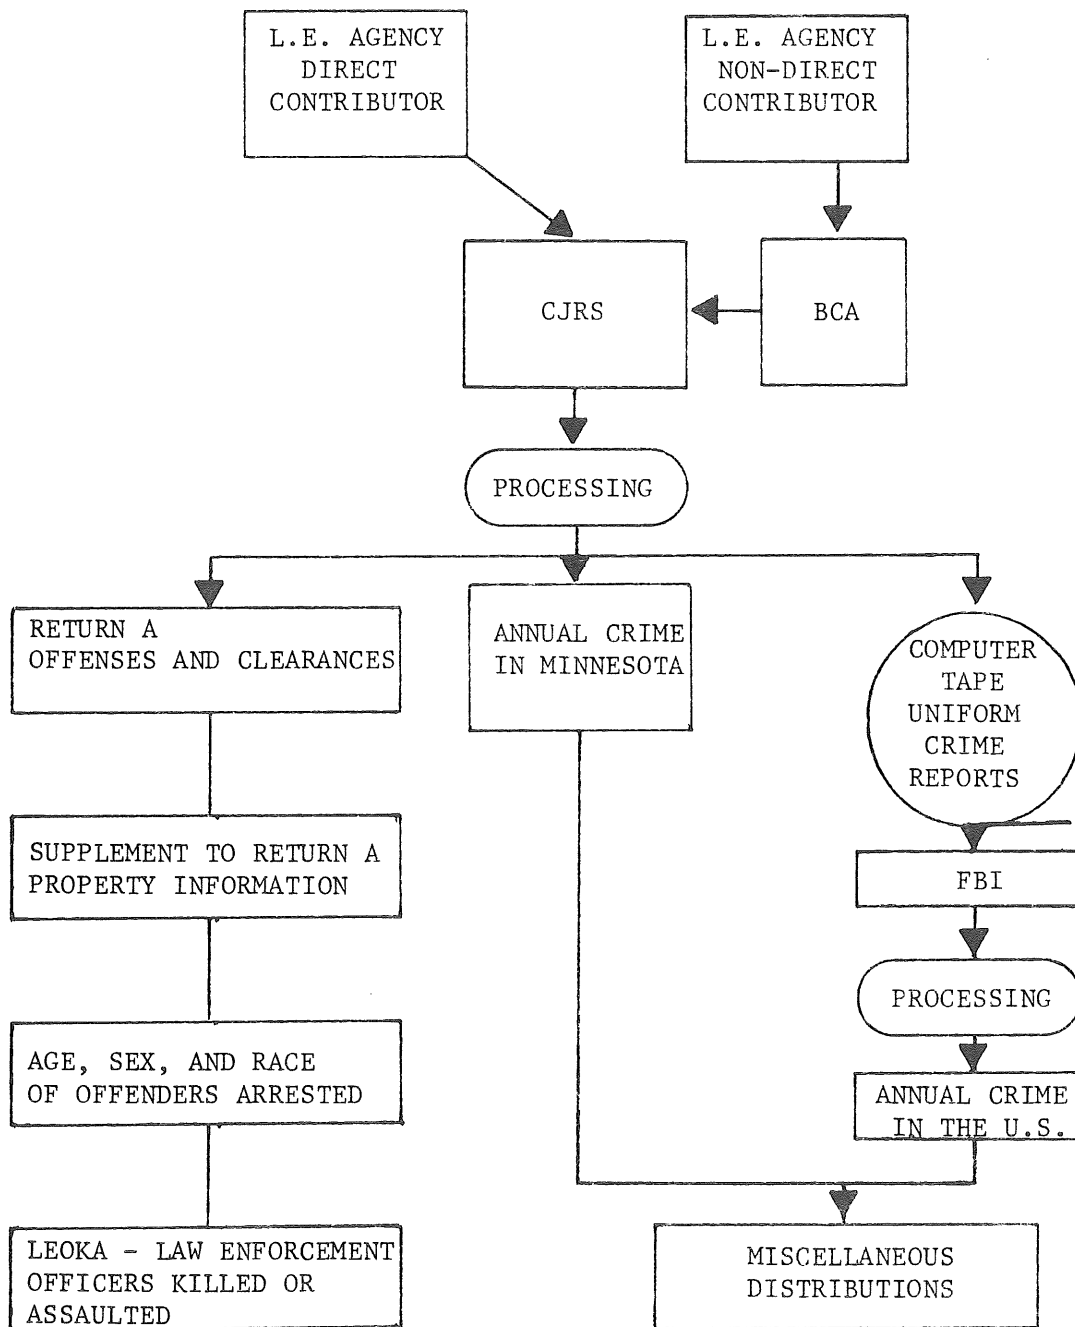 L.E. AGENCY
DIRECT
CONTRIBUTOR
L.E. AGENCY
NON-DIRECT
CONTRIBUTOR
CJRS
BCA
PROCESSING
RETURN A
OFFENSES AND CLEARANCES
ANNUAL CRIME
IN MINNESOTA
COMPUTER
TAPE
UNIFORM
CRIME
REPORTS
SUPPLEMENT TO RETURN A
PROPERTY INFORMATION
FBI
PROCESSING
AGE, SEX, AND RACE
OF OFFENDERS ARRESTED
ANNUAL CRIME
IN THE U.S.
LEOKA - LAW ENFORCEMENT
OFFICERS KILLED OR
ASSAULTED
MISCELLANEOUS
DISTRIBUTIONS